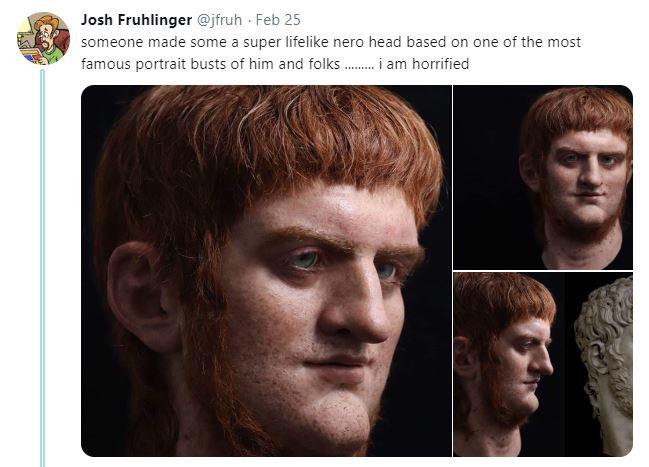 Josh Fruhlinger @jfruh · Feb 25
someone made some a super lifelike nero head based on one of the most
famous portrait busts of him and folks ......... i am horrified